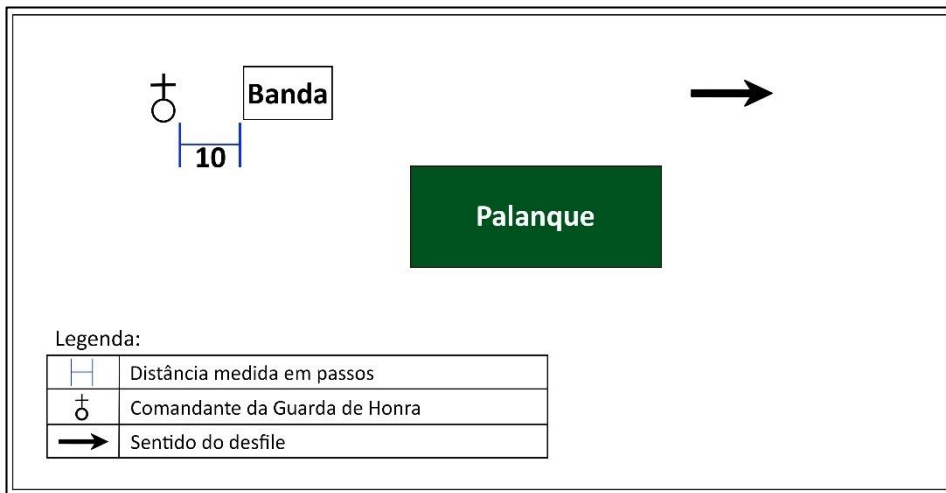 Banda
10
Palanque
Legenda:
Distância medida em passos
Comandante da Guarda de Honra
Sentido do desfile